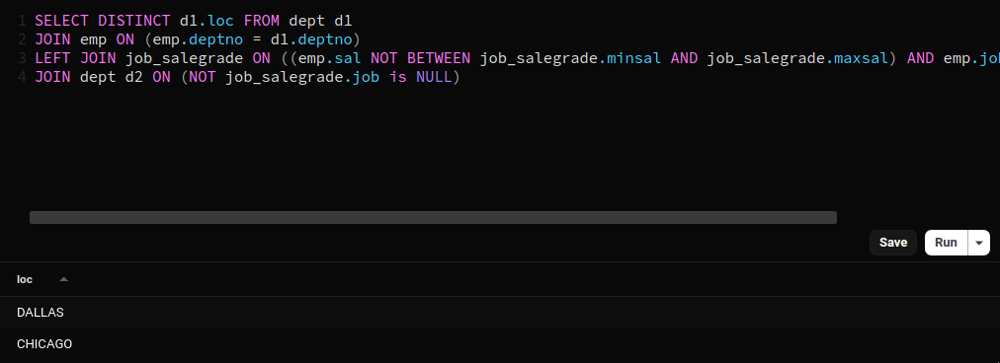 1 SELECT DISTINCT d1.loc FROM dept d1
2 JOIN emp ON (emp.deptno = d1.deptno)
3 LEFT JOIN job_salegrade ON ((emp.sal NOT BETWEEN job_salegrade.minsal AND job_salegrade.maxsal) AND emp.jo
4 JOIN dept d2 ON (NOT job_salegrade.job is NULL)
Save Run
loc
DALLAS
CHICAGO